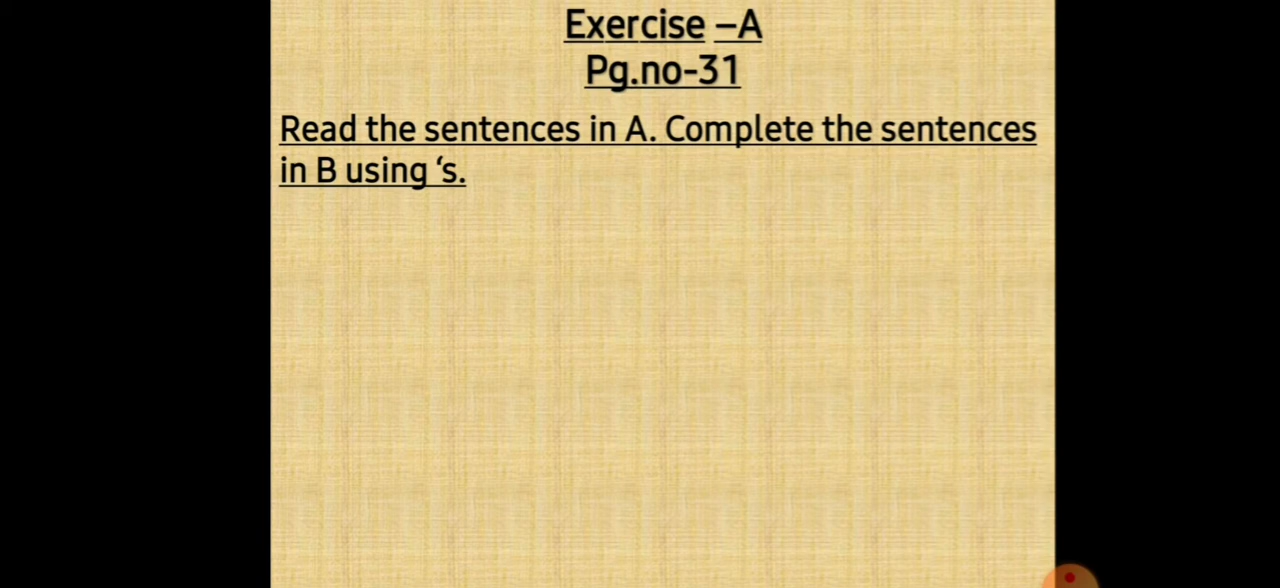 Exercise –A
Pg.no-31
Read the sentences in A. Complete the sentences
in B using ‘s.